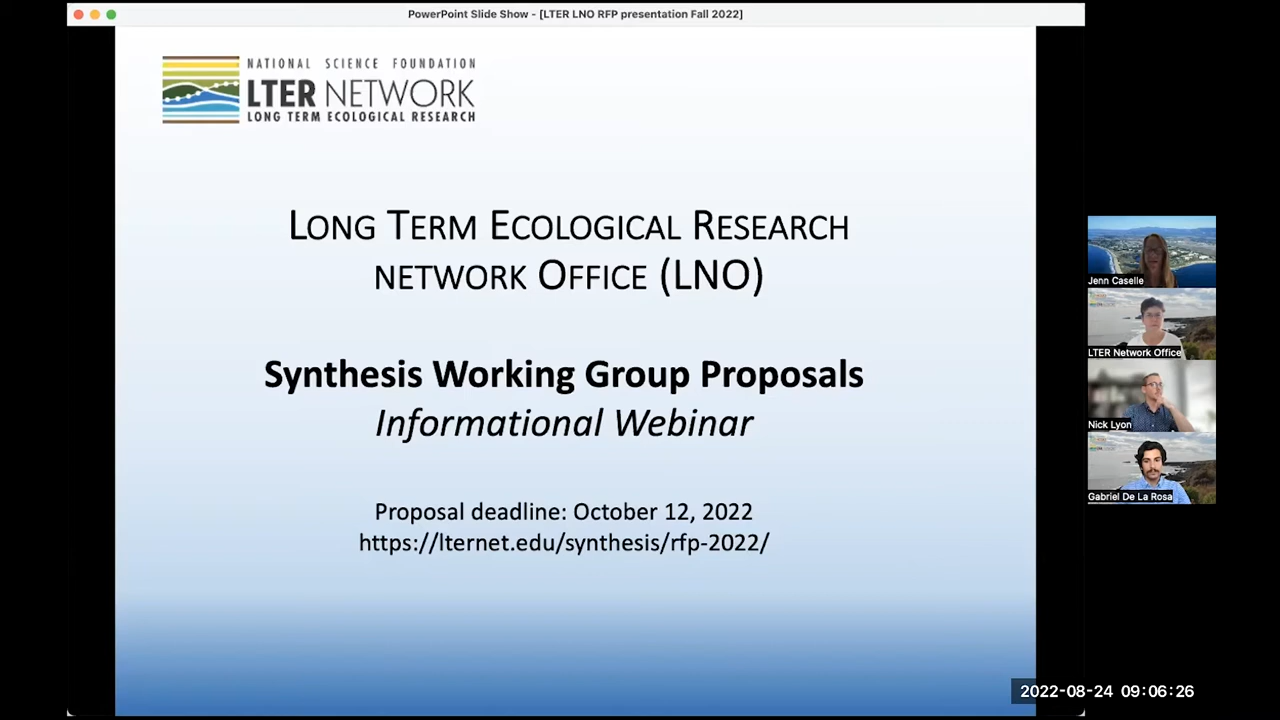 PowerPoint Slide Show - [LTER LNO RFP presentation Fall 2022]
NATIONAL SCIENCE FOUNDATION
LTER NETWORK
LONG TERM ECOLOGICAL RESEARCH
LONG TERM ECOLOGICAL RESEARCH
NETWORK OFFICE (LNO)
Synthesis Working Group Proposals
Informational Webinar
Proposal deadline: October 12, 2022
https://lternet.edu/synthesis/rfp-2022/
Jenn Caselle
LTER Network Office
Nick Lyon
Gabriel De La Rosa
2022-08-24 09:06:26